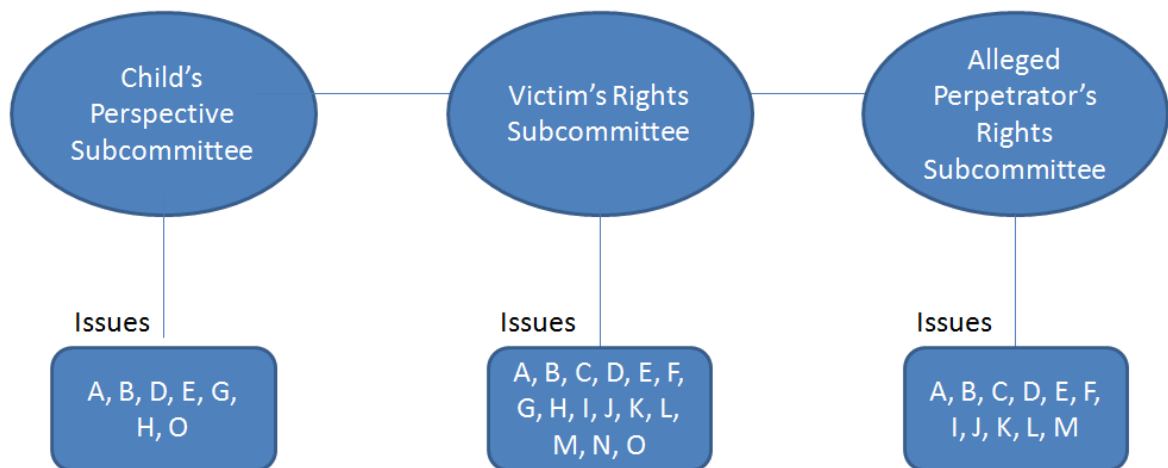 Child’s
Perspective
Subcommittee
Victim’s Rights
Subcommittee
Alleged
Perpetrator’s
Rights
Subcommittee
Issues
A, B, D, E, G,
H, O
Issues
A, B, C, D, E, F,
G, H, I, J, K, L,
M, N, O
Issues
A, B, C, D, E, F,
I, J, K, L, M